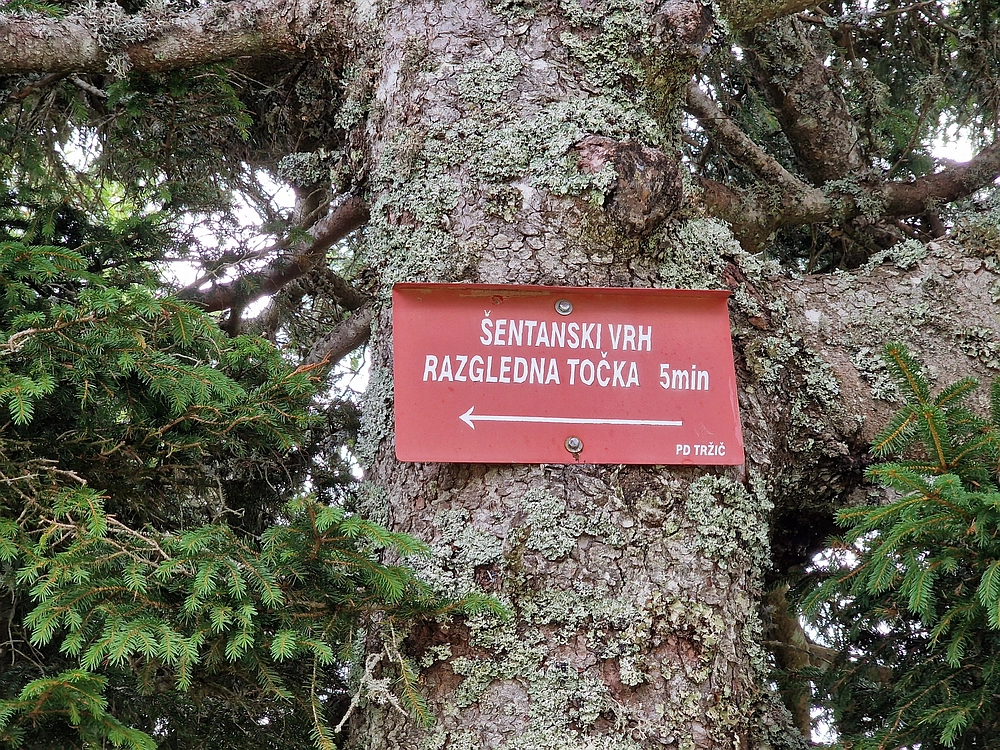 ŠENTANSKI VRH
RAZGLEDNA TOČKA 5min
PD TRŽIČ